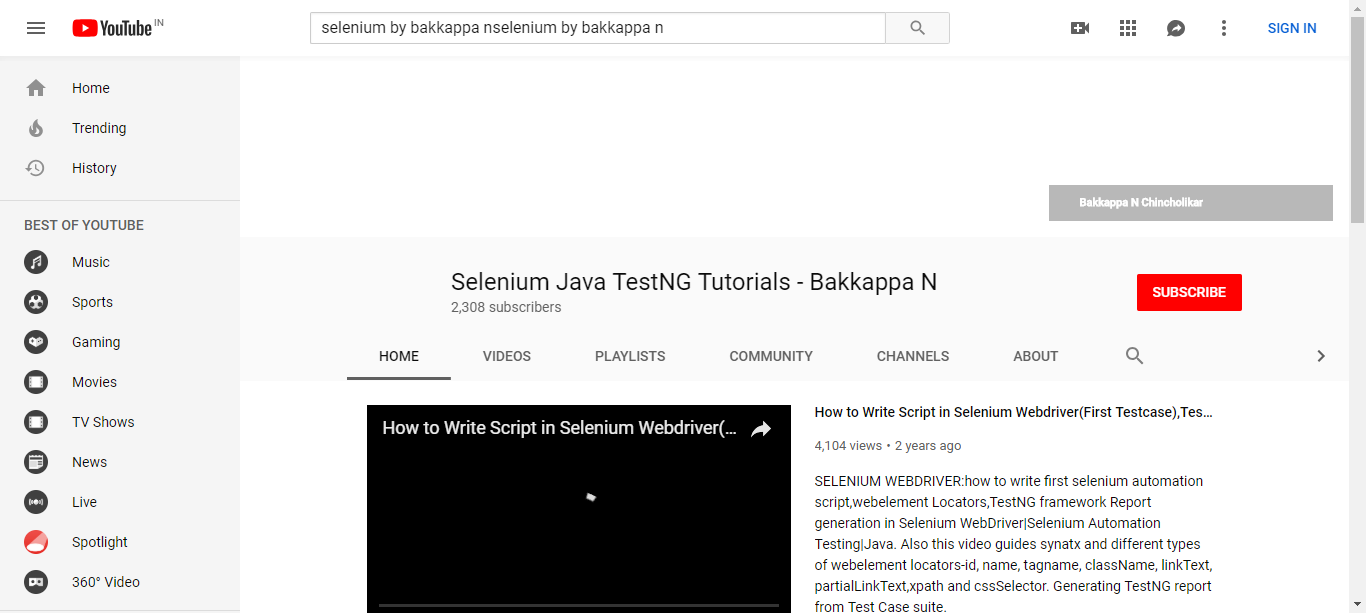 YouTube IN
selenium by bakkappa nselenium by bakkappa n
SIGN IN
Home
Trending
History
BEST OF YOUTUBE
Music
Sports
Gaming
Movies
TV Shows
News
Live
Spotlight
360° Video
Bakkappa N Chincholikar
Selenium Java TestNG Tutorials - Bakkappa N
2,308 subscribers
SUBSCRIBE
HOME VIDEOS PLAYLISTS COMMUNITY CHANNELS ABOUT
How to Write Script in Selenium Webdriver(...
How to Write Script in Selenium Webdriver(First Testcase),Tes...
4,104 views • 2 years ago
SELENIUM WEBDRIVER:how to write first selenium automation
script,webelement Locators,TestNG framework Report
generation in Selenium WebDriver|Selenium Automation
Testing|Java. Also this video guides synatx and different types
of webelement locators-id, name, tagname, className, linkText,
partialLinkText,xpath and cssSelector. Generating TestNG report
from Test Case suite.